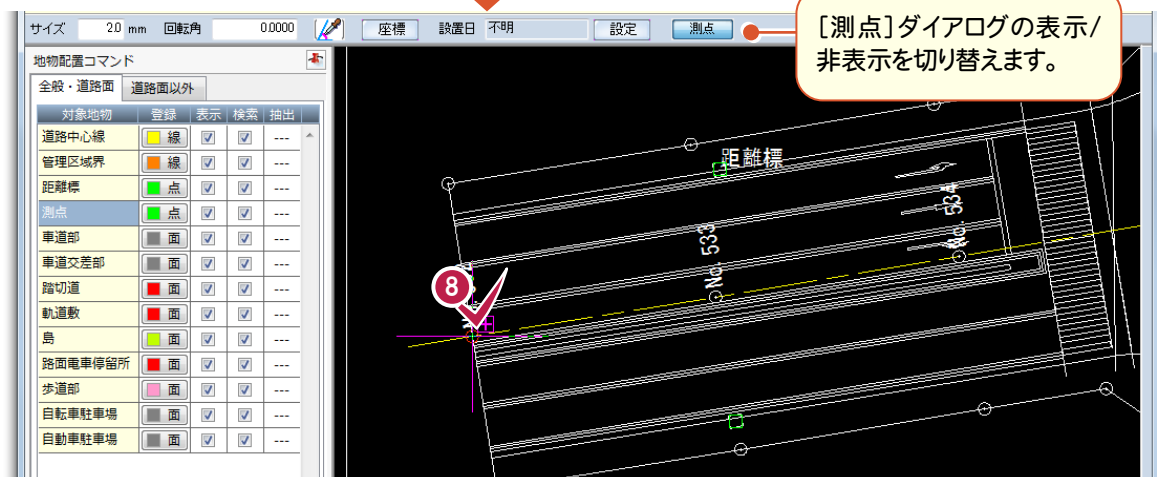 サイズ 2.0 mm 回転角 0.0000 座標 設置日 不明 設定 測点
［測点］ダイアログの表示/
非表示を切り替えます。
地物配置コマンド
全般・道路面 道路面以外
対象地物 登録 表示 検索 抽出
道路中心線 線 ---
管理区域界 線 ---
距離標 点 ---
測点 点 ---
車道部 面 ---
車道交差部 面 ---
踏切道 面 ---
軌道敷 面 ---
島 面 ---
路面電車停留所 面 ---
歩道部 面 ---
自転車駐車場 面 ---
自動車駐車場 面 ---
距離標
No. 533
No. 534
8